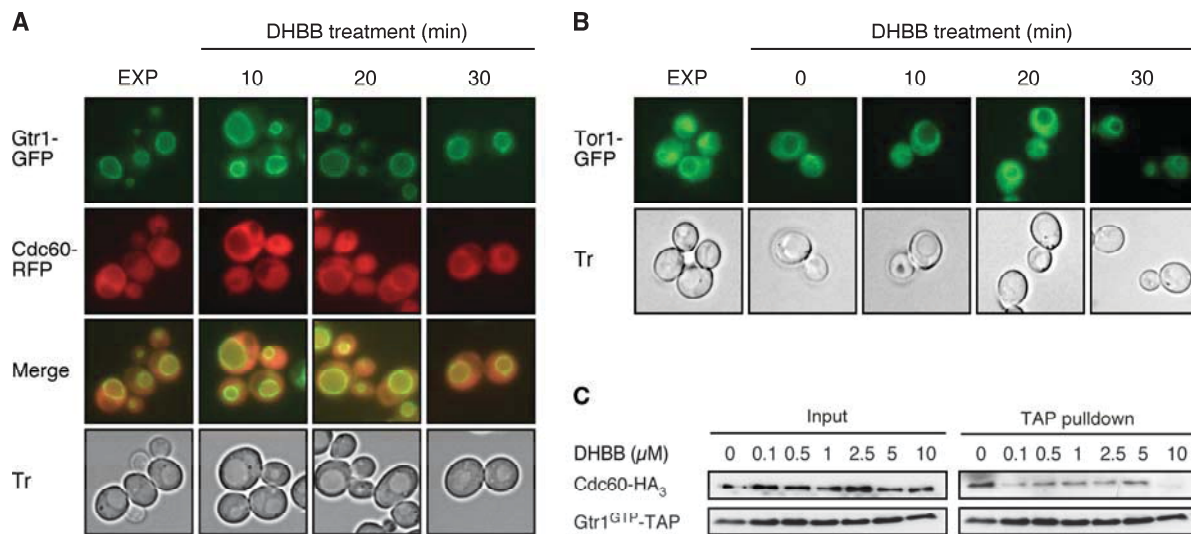 A
DHBB treatment (min)
EXP 10 20 30
Gtr1-
GFP
Cdc60-
RFP
Merge
Tr
B
DHBB treatment (min)
EXP 0 10 20 30
Tor1-
GFP
Tr
C
Input TAP pulldown
DHBB (μM) 0 0.1 0.5 1 2.5 5 10 0 0.1 0.5 1 2.5 5 10
Cdc60-HA3
Gtr1GTP-TAP